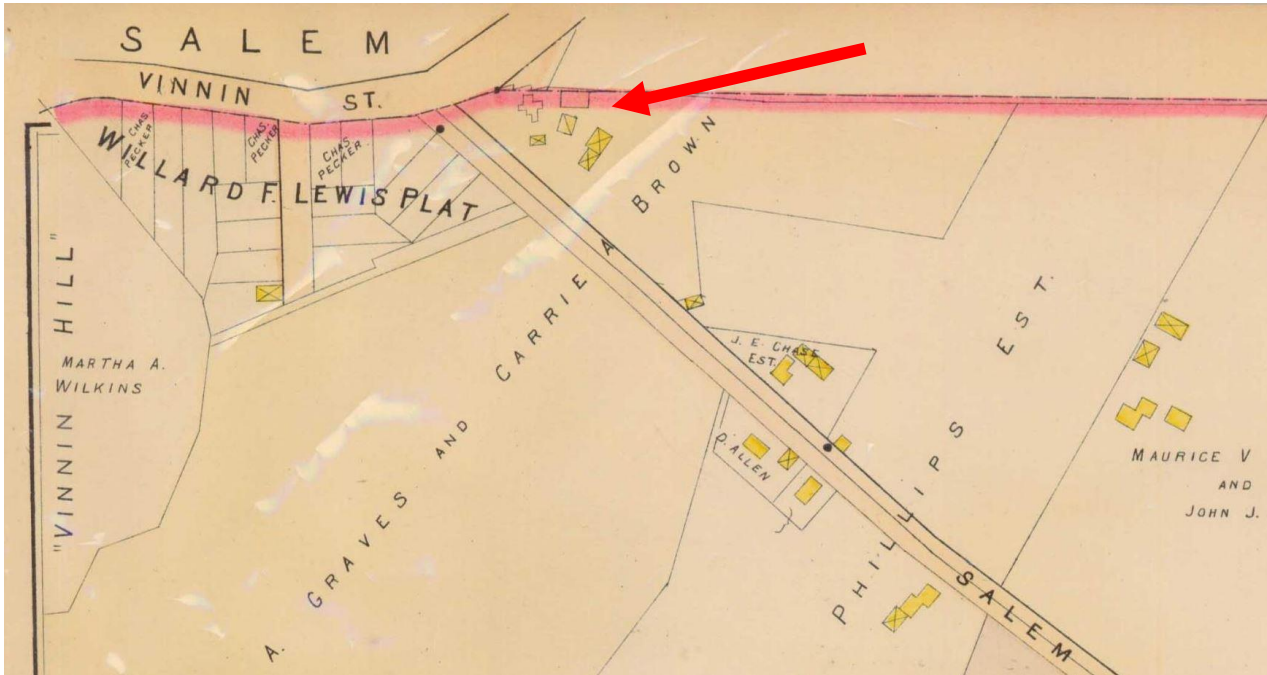 SALEM
VINNIN ST.
CHAS. PECKER
CHAS. PECKER
CHAS. PECKER
WILLARD F. LEWIS PLAT
"VINNIN HILL"
MARTHA A.
WILKINS
A. GRAVES AND CARRIE A BROWN
J. E. CHASE
EST.
D. ALLEN
PHILLIPS EST.
MAURICE V
AND
JOHN J.
SALEM